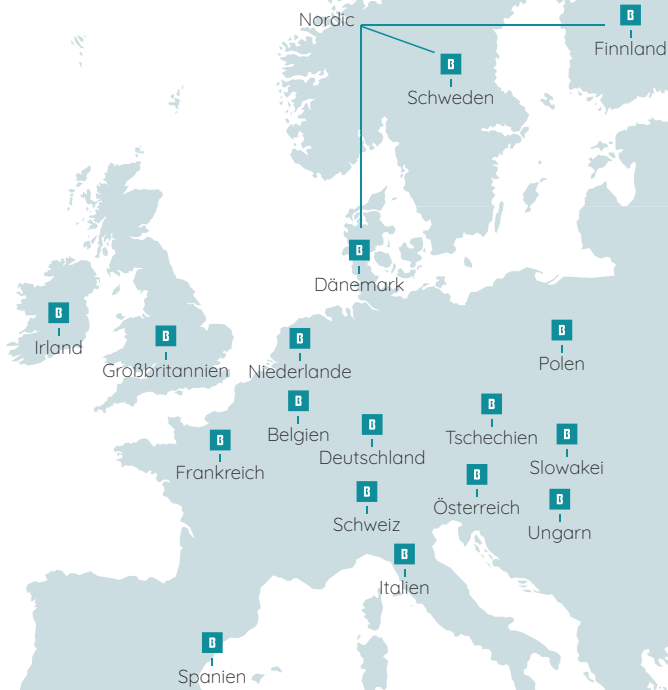 Nordic
Finnland
Schweden
Dänemark
Irland
Großbritannien
Niederlande
Polen
Belgien
Tschechien
Deutschland
Slowakei
Frankreich
Österreich
Schweiz
Ungarn
Italien
Spanien